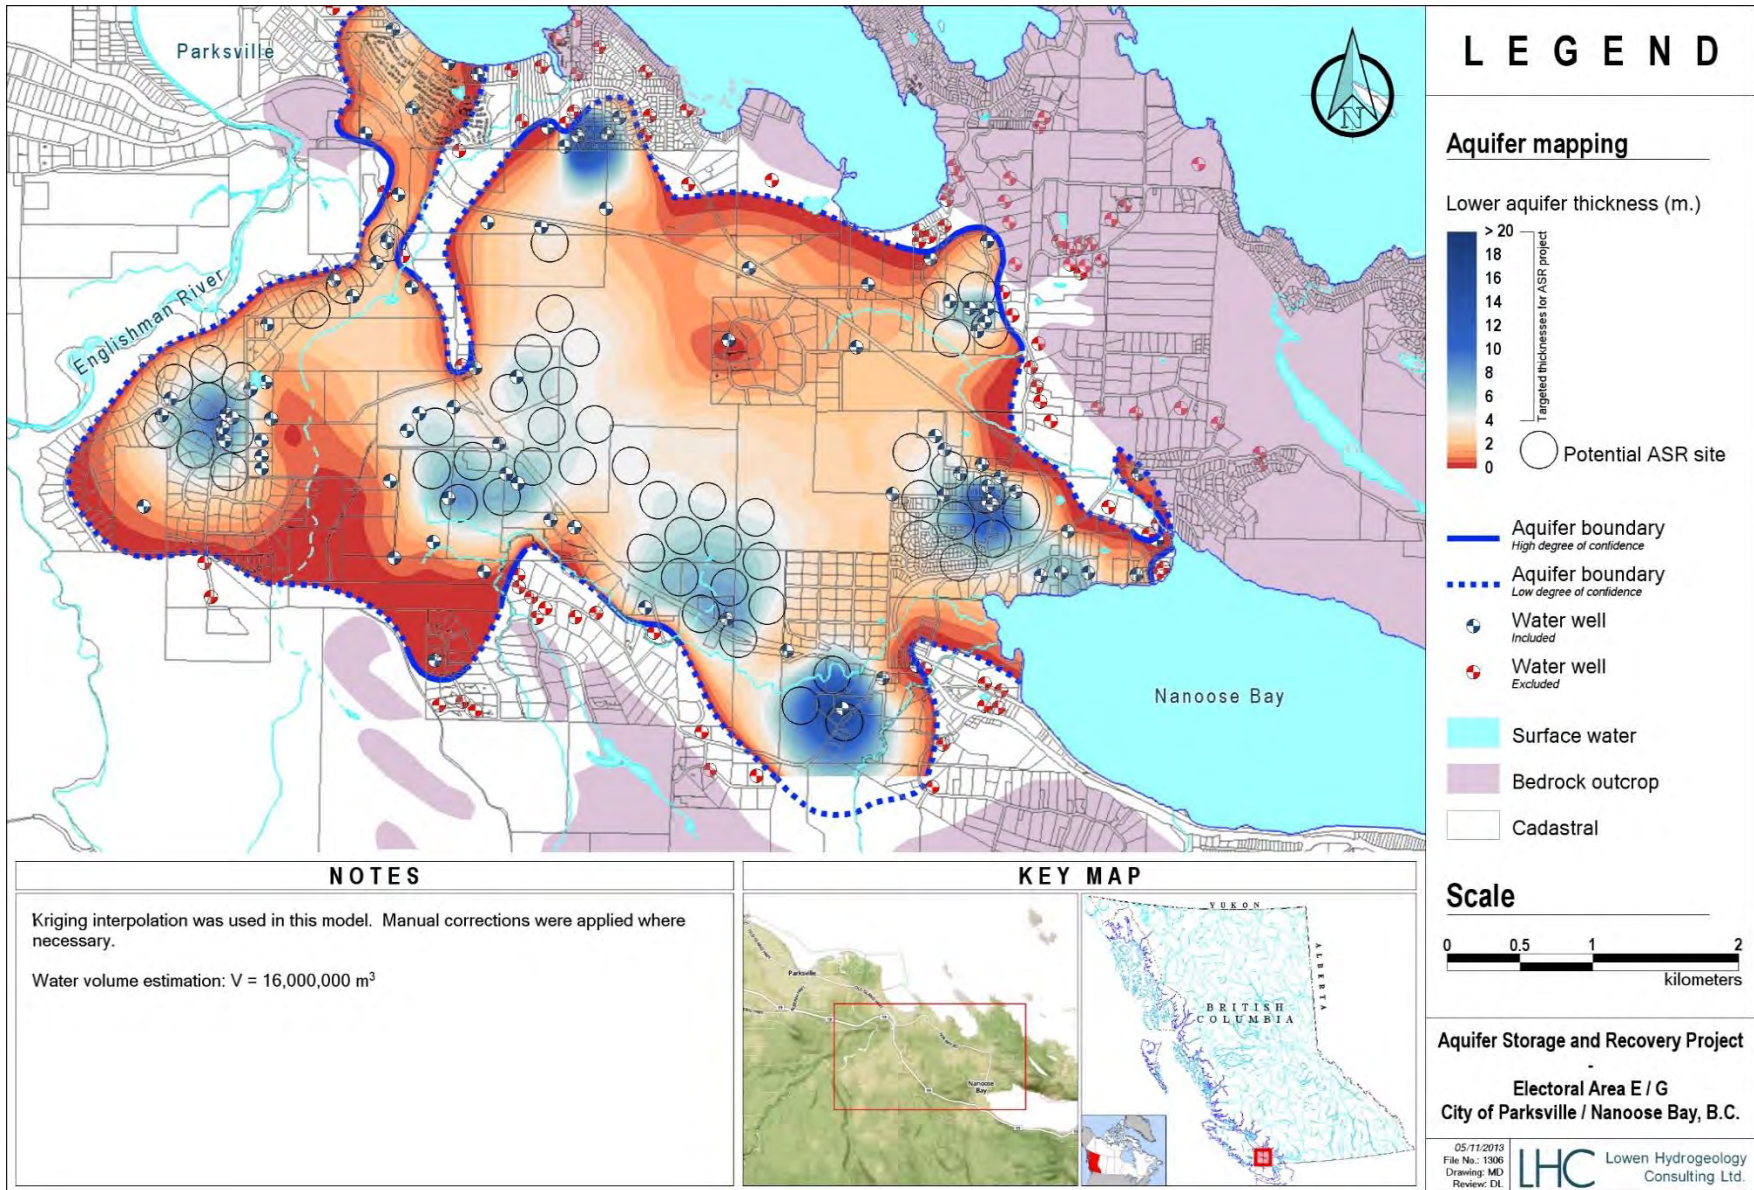 Parksville
Englishman River
Nanoose Bay
N
LEGEND
Aquifer mapping
Lower aquifer thickness (m.)
> 20
18
16
14
12
10
8
6
4
2
0
Targeted thicknesses for ASR project
Potential ASR site
Aquifer boundary
High degree of confidence
Aquifer boundary
Low degree of confidence
Water well
Included
Water well
Excluded
Surface water
Bedrock outcrop
Cadastral
Scale
0 0.5 1 2
kilometers
Aquifer Storage and Recovery Project
-
Electoral Area E / G
City of Parksville / Nanoose Bay, B.C.
05/11/2013
File No.: 1306
Drawing: MD
Review: DL
LHC
Lowen Hydrogeology
Consulting Ltd.
NOTES
Kriging interpolation was used in this model. Manual corrections were applied where
necessary.
Water volume estimation: V = 16,000,000 m³
KEY MAP
Parksville
Nanoose
Bay
YUKON
ALBERTA
BRITISH
COLUMBIA